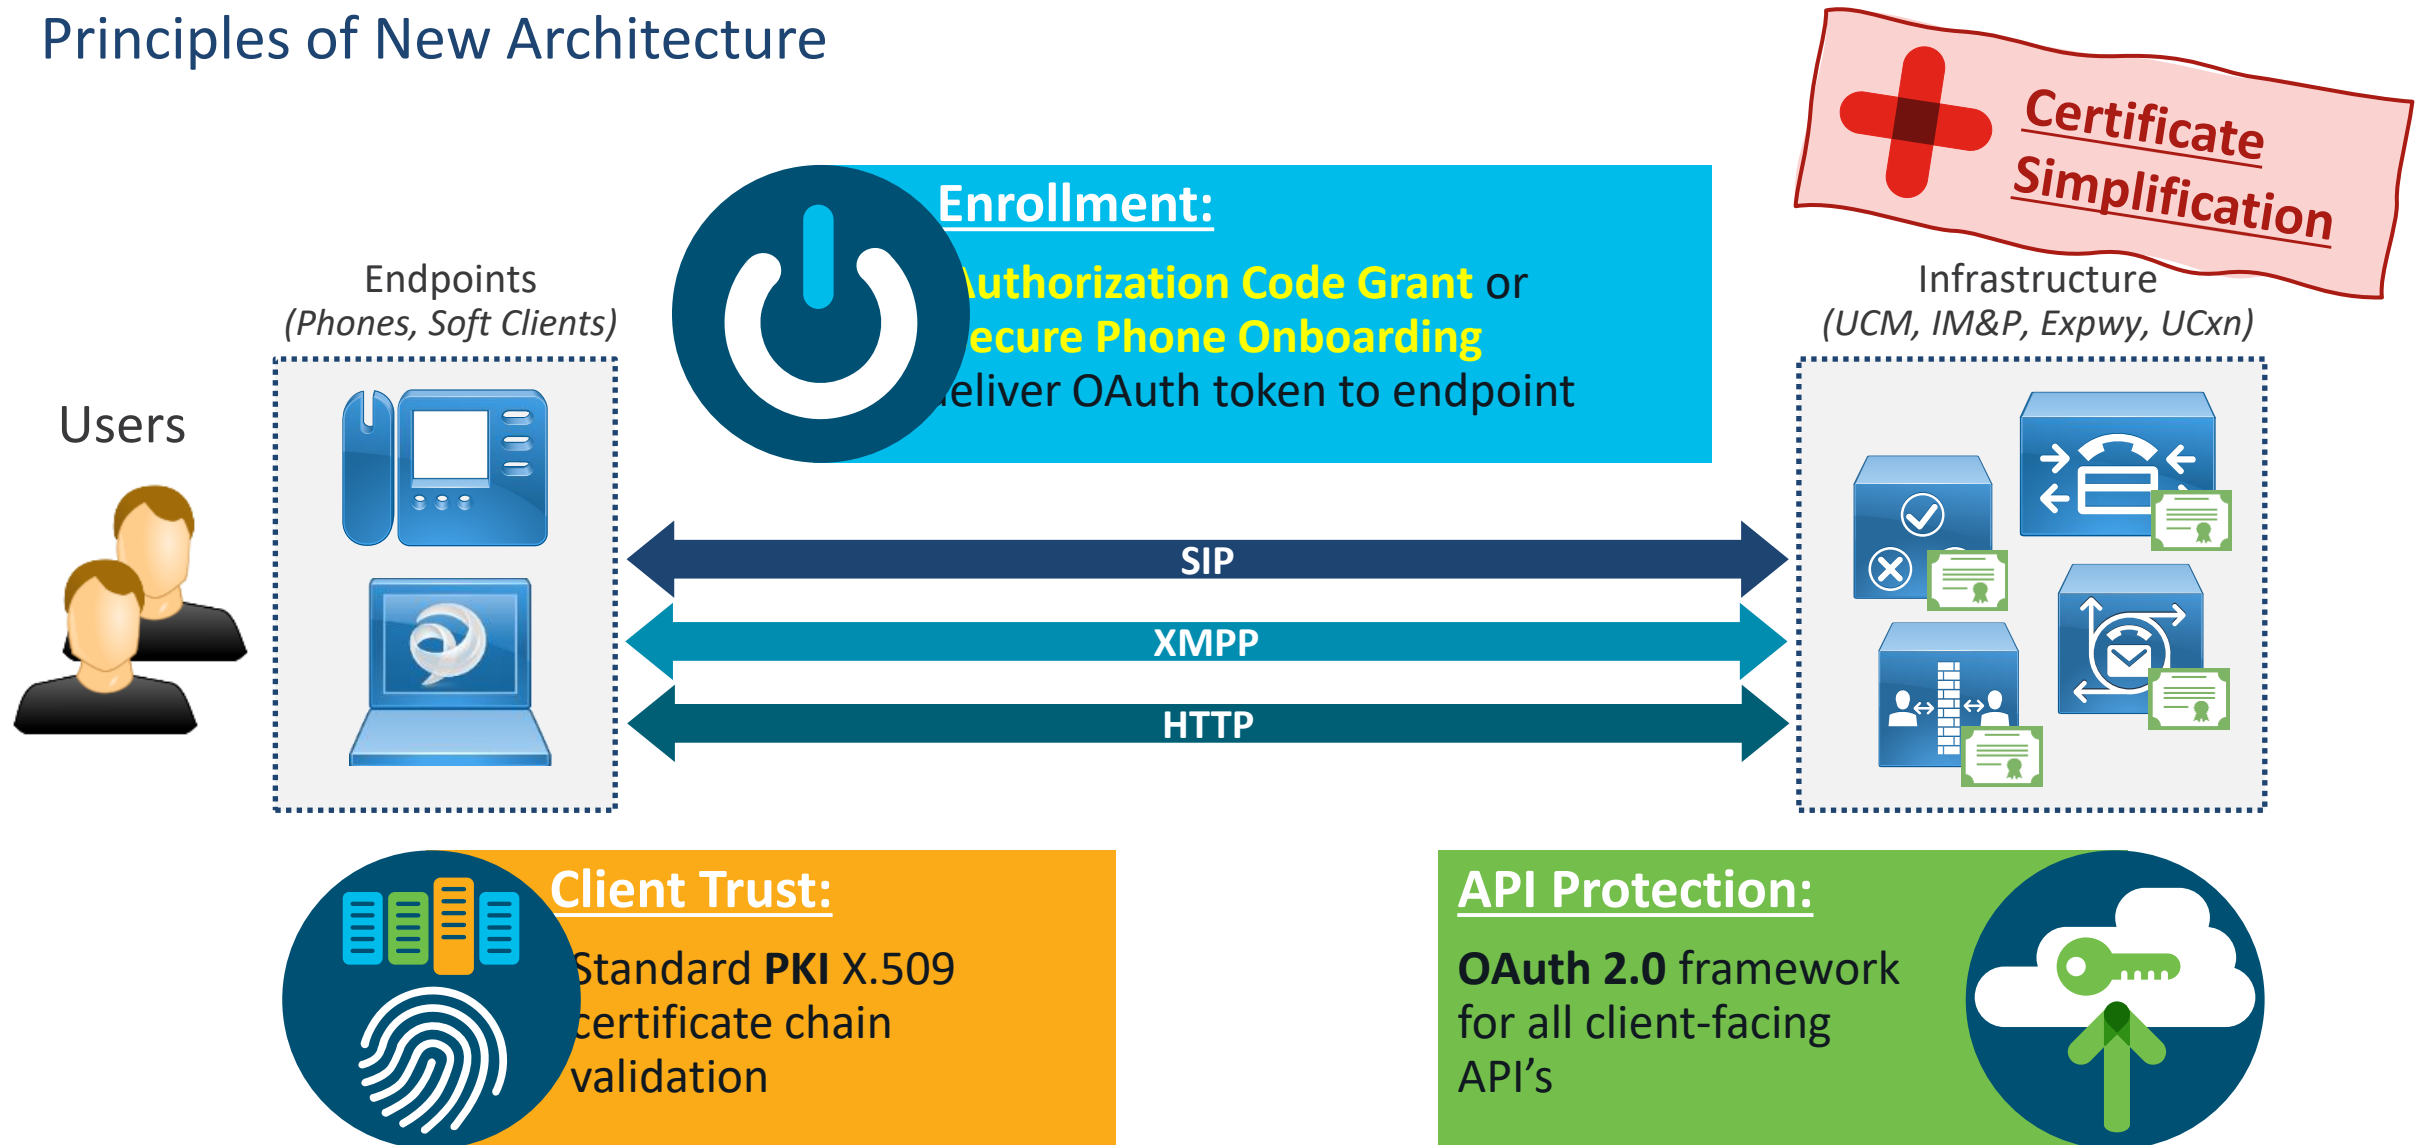 Principles of New Architecture
Certificate
Simplification
Enrollment:
Authorization Code Grant or
ecure Phone Onboarding
eliver OAuth token to endpoint
Endpoints
(Phones, Soft Clients)
Infrastructure
(UCM, IM&P, Expwy, UCxn)
Users
SIP
XMPP
HTTP
Client Trust:
Standard PKI X.509
certificate chain
validation
API Protection:
OAuth 2.0 framework
for all client-facing
API’s